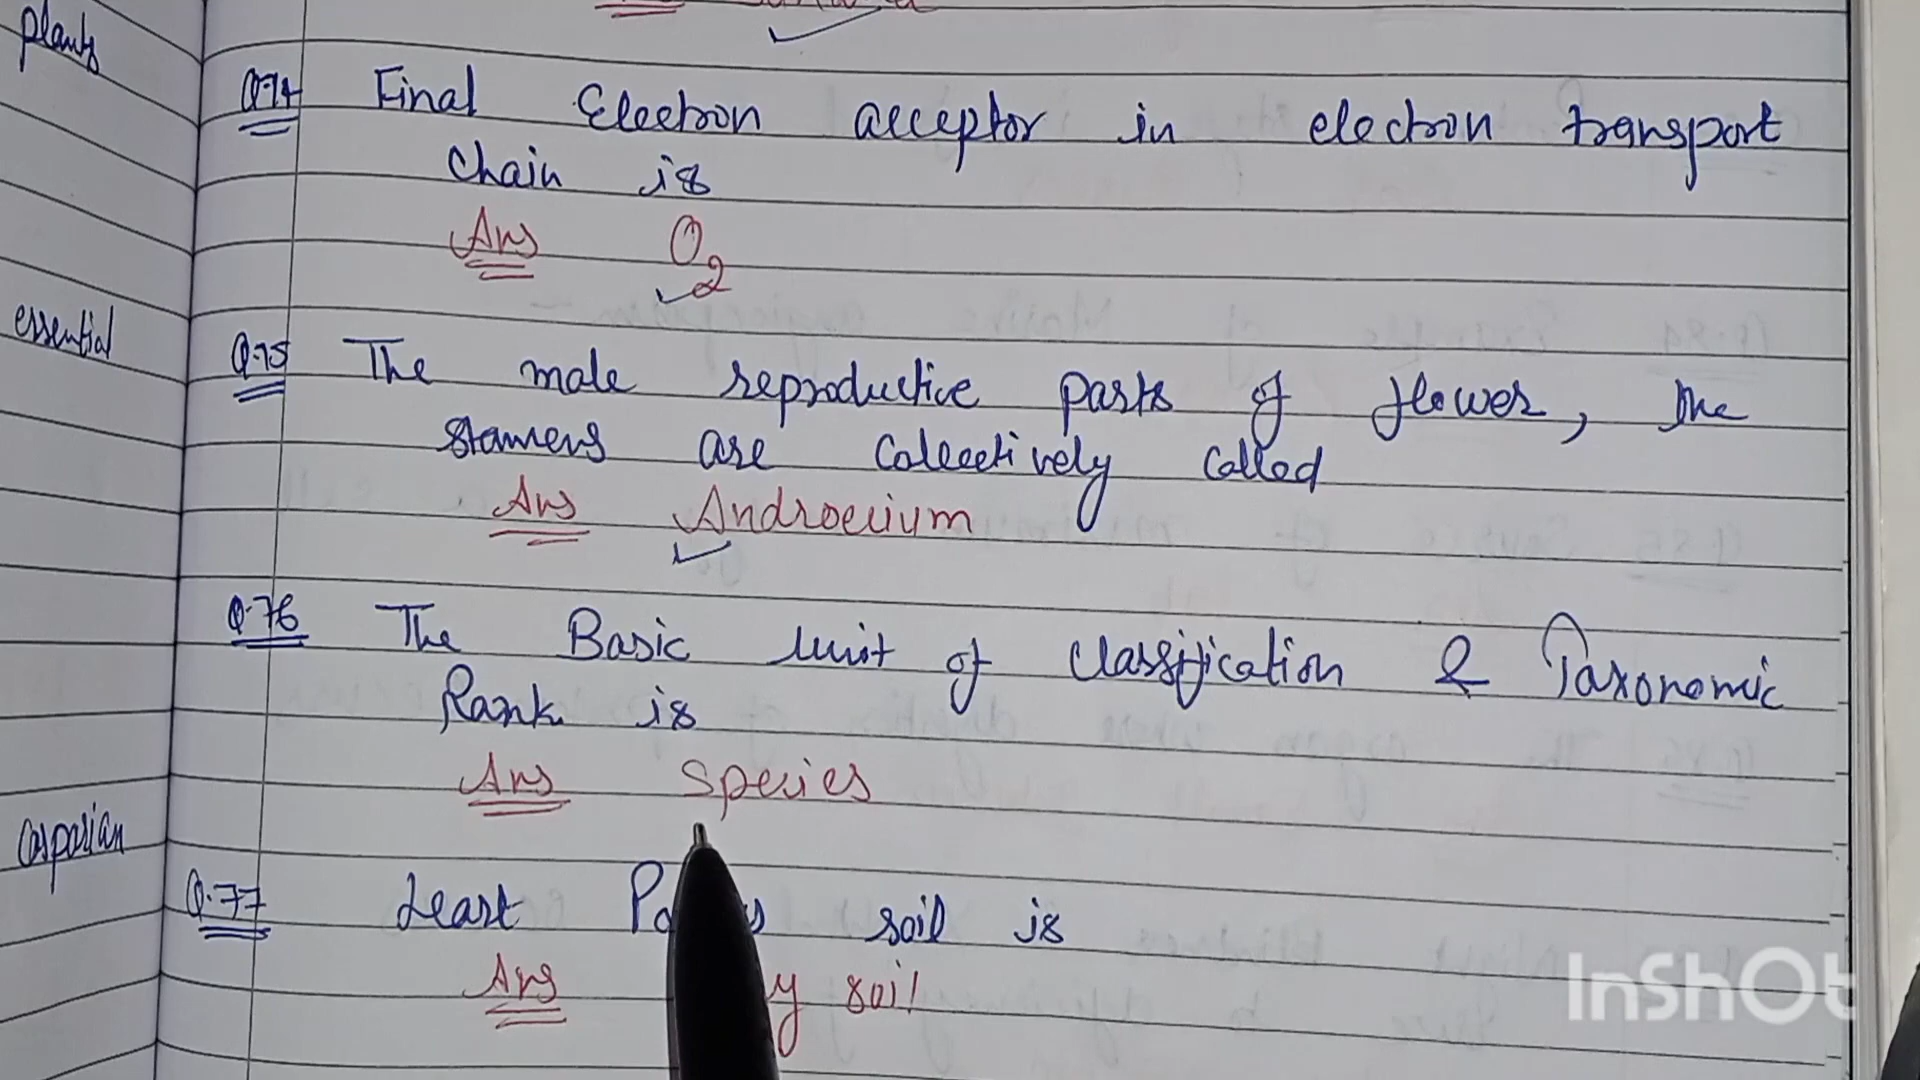 plants
Q.74 Final Electron acceptor in electron transport
chain is
Ans O2
essential
Q.75 The male reproductive parts of flower, the
stamens are collectively called
Ans Androecium
Q.76 The Basic unit of classification & Taxonomic
Rank is
Ans Species
casparian
Q.77 Least soil is
Ans soil
InShOt